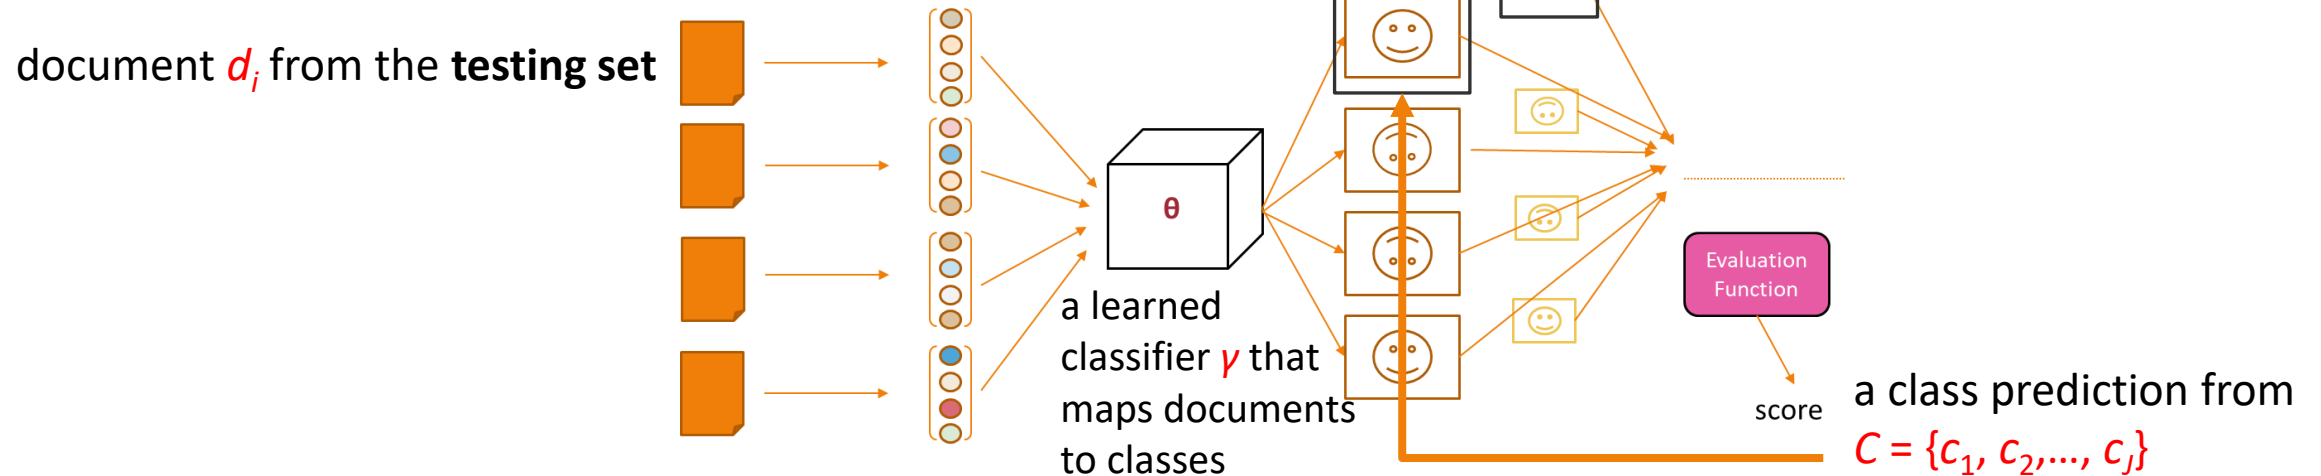 document dᵢ from the testing set
θ
a learned
classifier γ that
maps documents
to classes
Evaluation
Function
score
a class prediction from
C = {c₁, c₂,..., c_J}